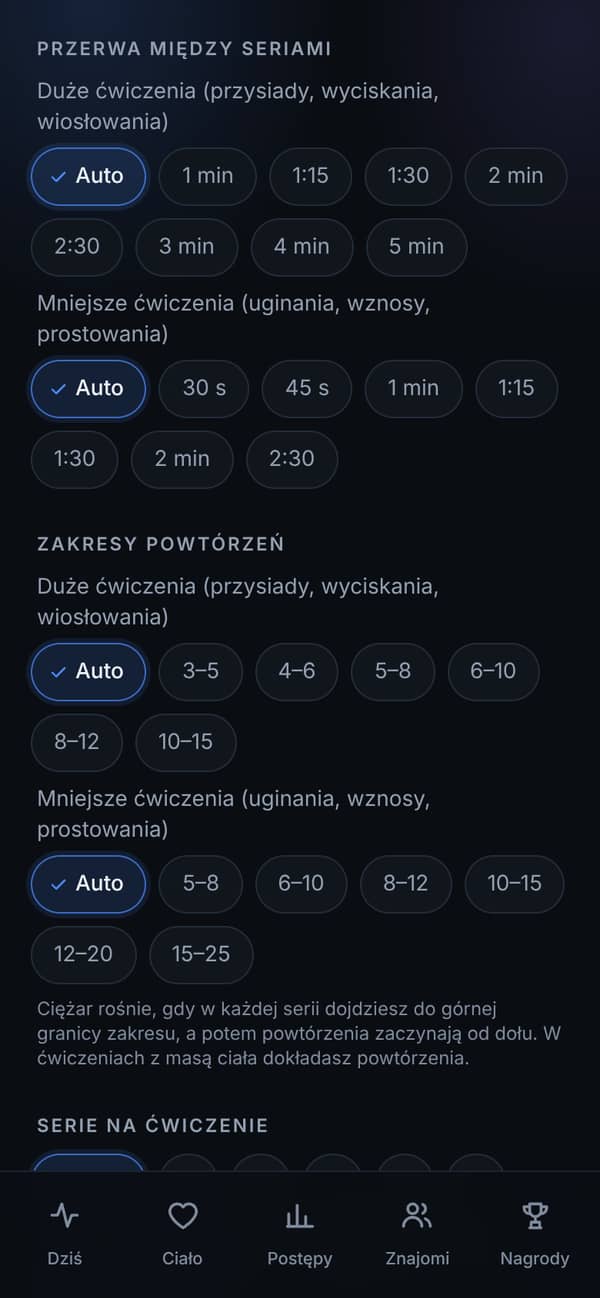 PRZERWA MIĘDZY SERIAMI
Duże ćwiczenia (przysiady, wyciskania,
wiosłowania)
Auto 1 min 1:15 1:30 2 min
2:30 3 min 4 min 5 min
Mniejsze ćwiczenia (uginania, wznosy,
prostowania)
Auto 30 s 45 s 1 min 1:15
1:30 2 min 2:30
ZAKRESY POWTÓRZEŃ
Duże ćwiczenia (przysiady, wyciskania,
wiosłowania)
Auto 3–5 4–6 5–8 6–10
8–12 10–15
Mniejsze ćwiczenia (uginania, wznosy,
prostowania)
Auto 5–8 6–10 8–12 10–15
12–20 15–25
Ciężar rośnie, gdy w każdej serii dojdziesz do górnej
granicy zakresu, a potem powtórzenia zaczynają od dołu. W
ćwiczeniach z masą ciała dokładasz powtórzenia.
SERIE NA ĆWICZENIE
Dziś Ciało Postępy Znajomi Nagrody